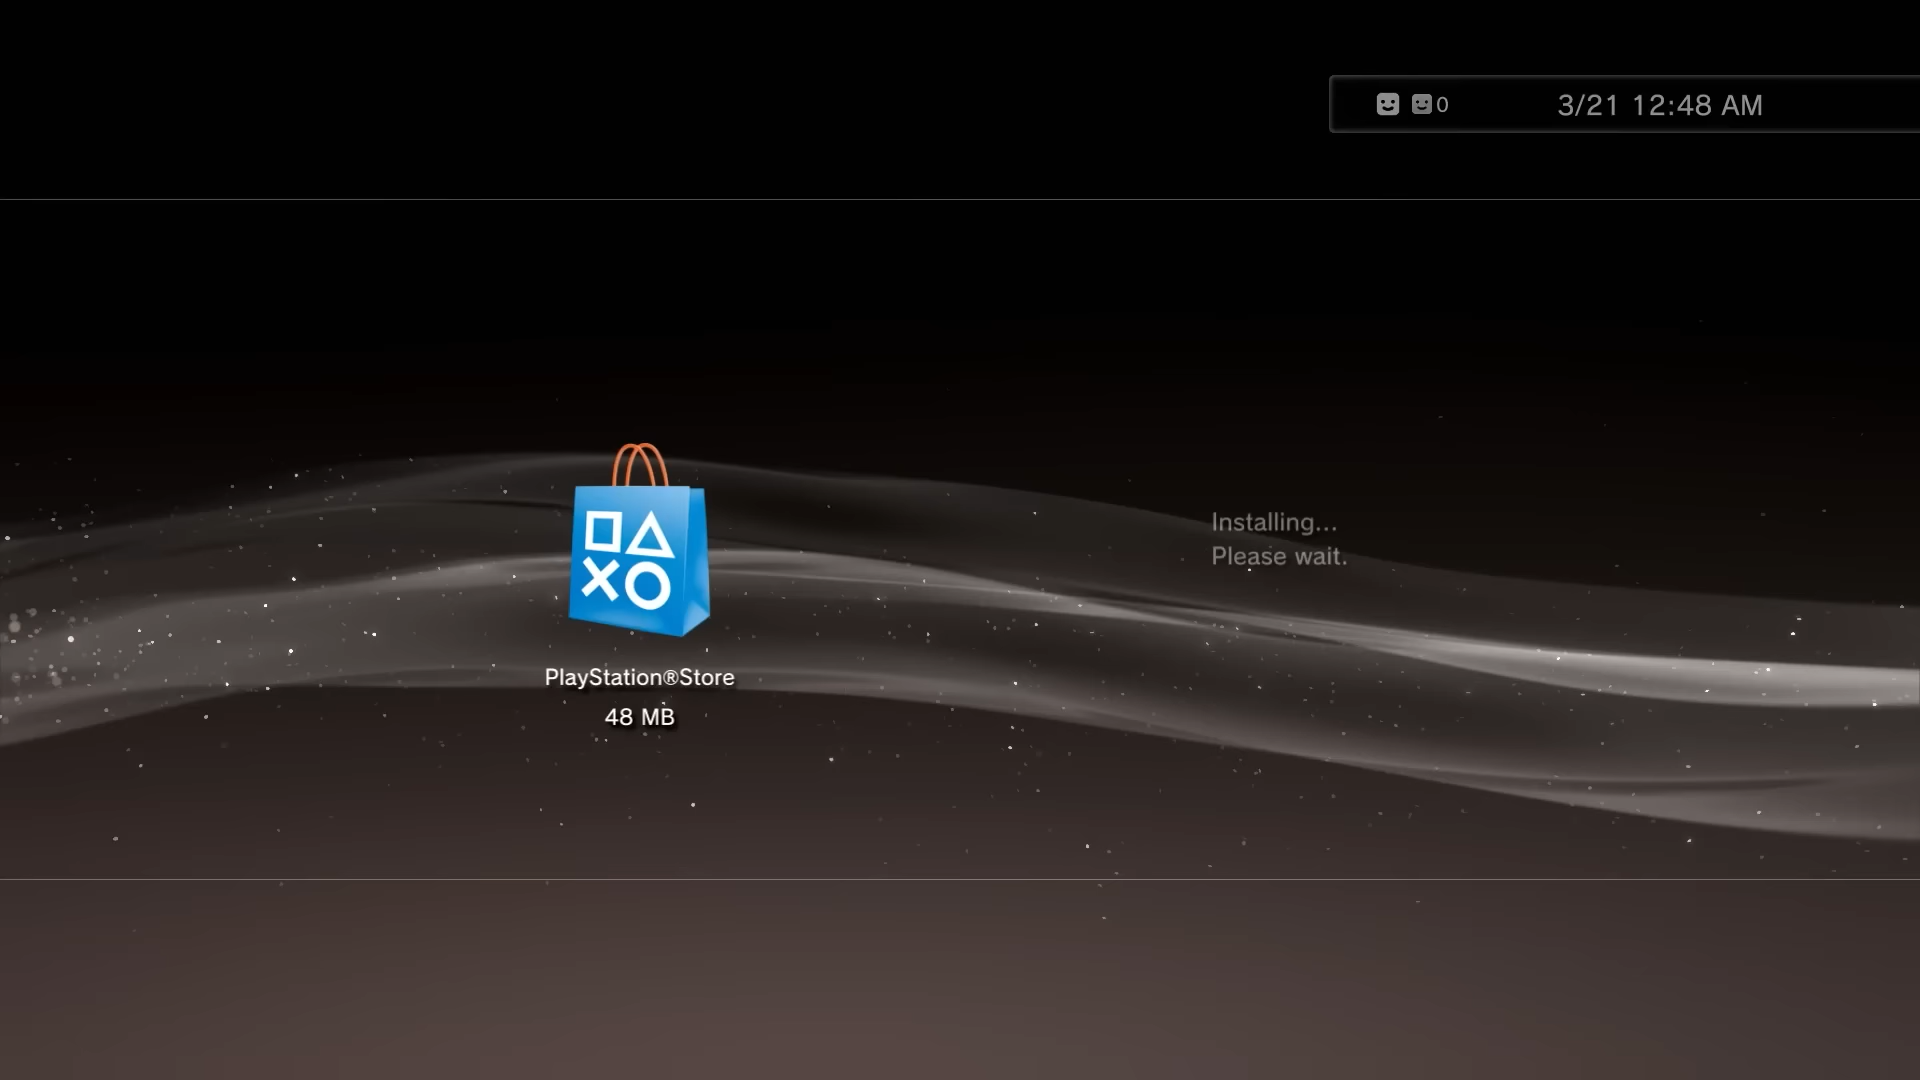 0
3/21 12:48 AM
Installing...
Please wait.
PlayStation®Store
48 MB